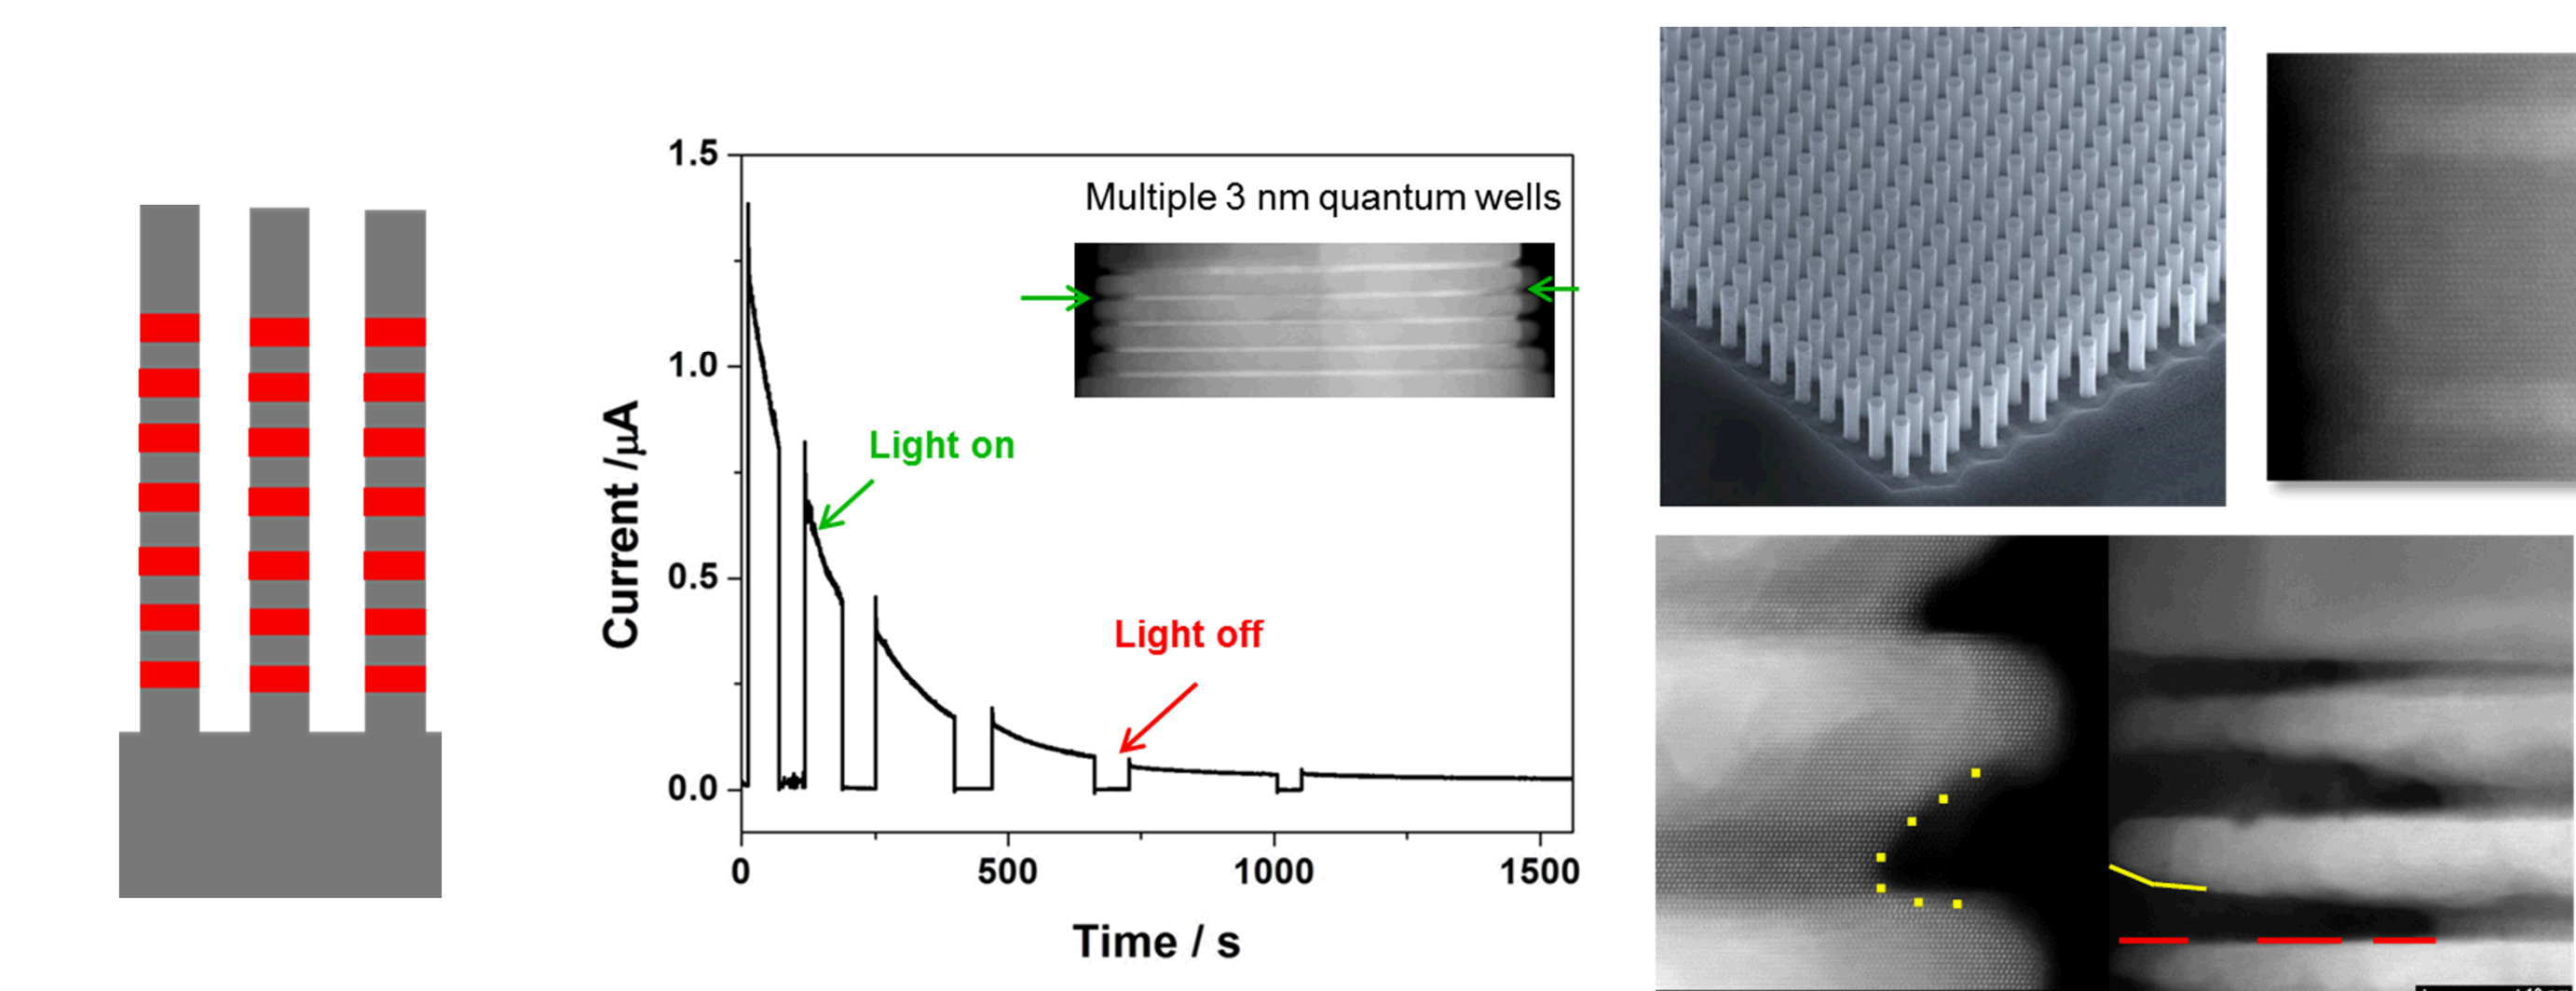 Multiple 3 nm quantum wells
1.5
1.0
0.5
0.0
Current /µA
Light on
Light off
0
500
1000
1500
Time / s